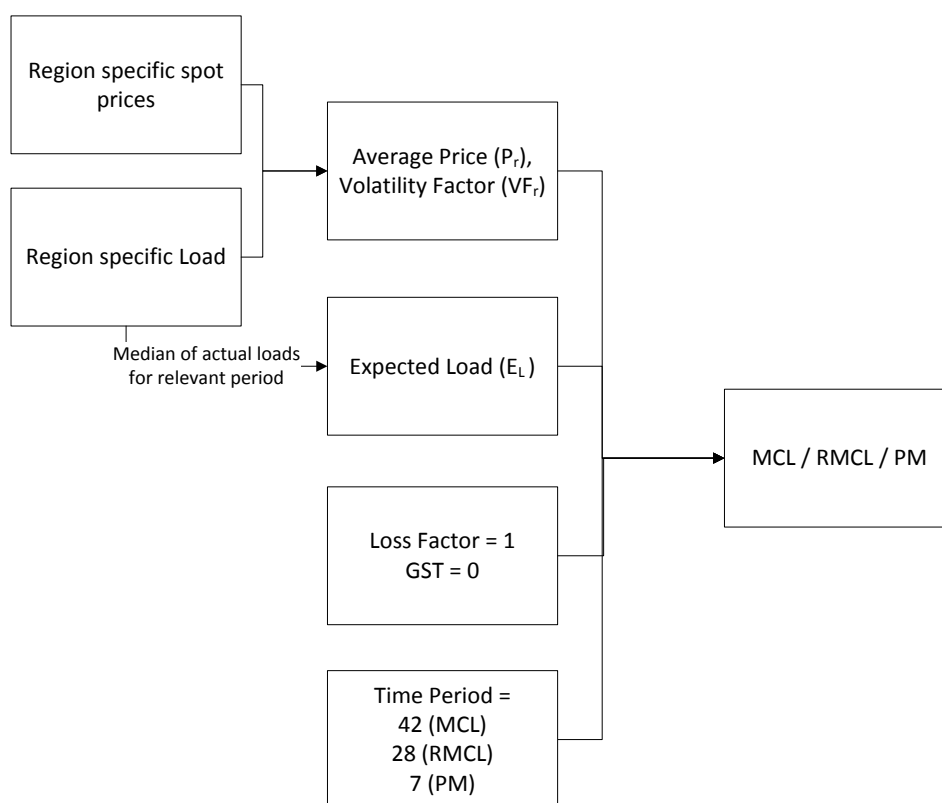 Region specific spot
prices
Average Price (Pᵣ),
Volatility Factor (VFᵣ)
Region specific Load
Median of actual loads
for relevant period
Expected Load (E_L)
MCL / RMCL / PM
Loss Factor = 1
GST = 0
Time Period =
42 (MCL)
28 (RMCL)
7 (PM)